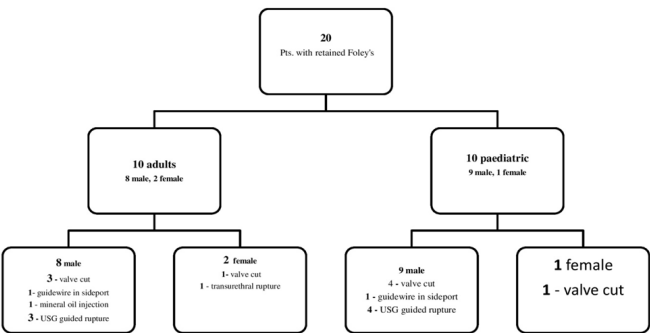 20
Pts. with retained Foley's
10 adults
8 male, 2 female
10 paediatric
9 male, 1 female
8 male
3 - valve cut
1- guidewire in sideport
1 - mineral oil injection
3 - USG guided rupture
2 female
1- valve cut
1 - transurethral rupture
9 male
4 - valve cut
1 - guidewire in sideport
4 - USG guided rupture
1 female
1 - valve cut